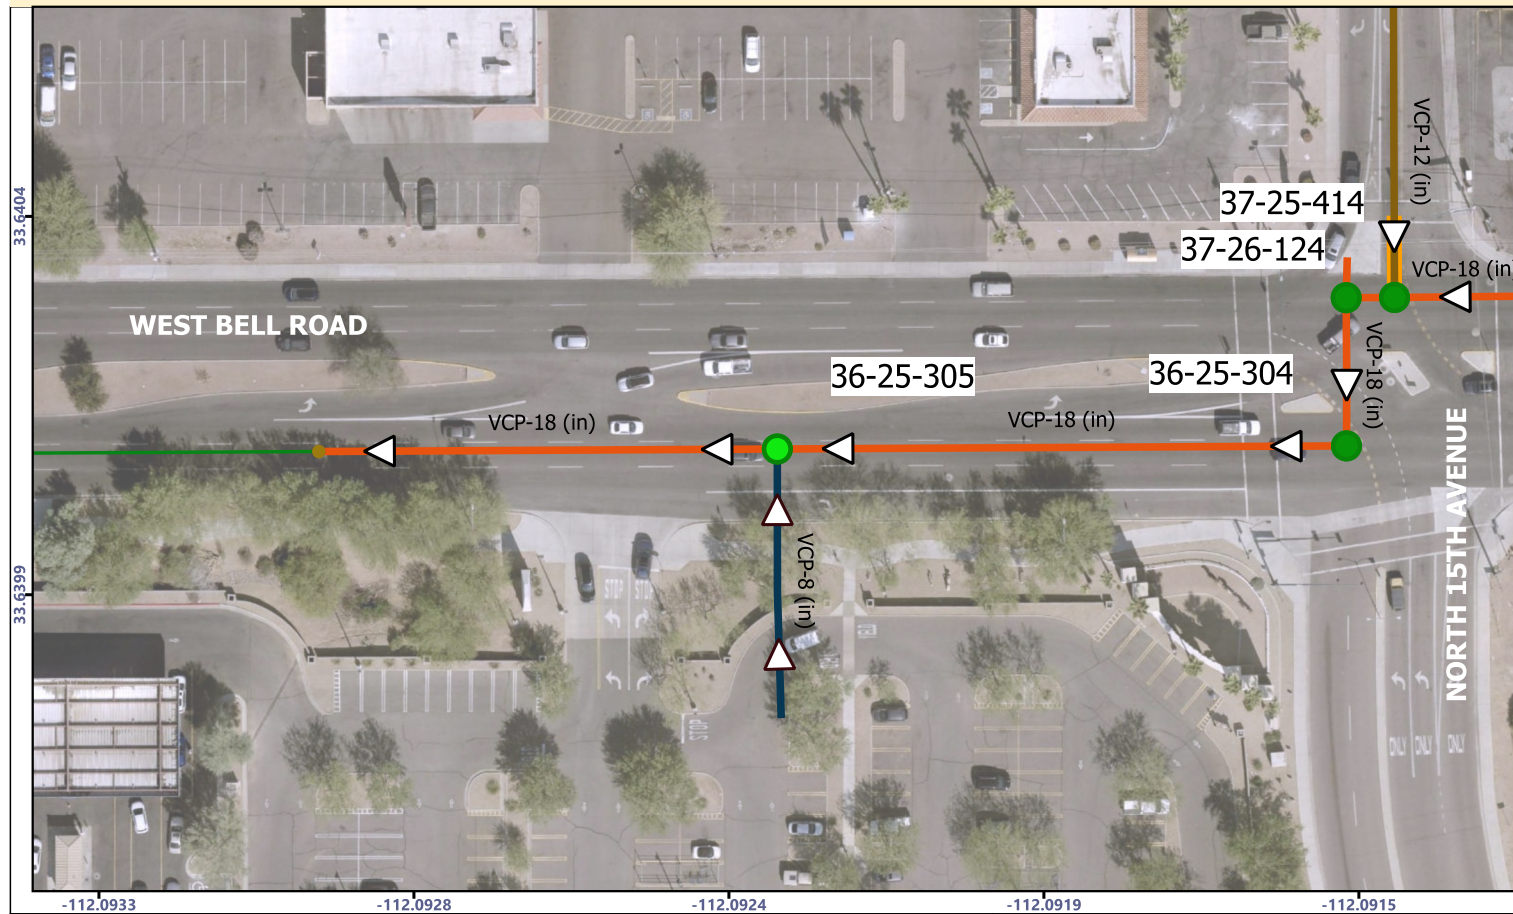 VCP-12 (in)
37-25-414
37-26-124
VCP-18 (in)
WEST BELL ROAD
VCP-18 (in)
36-25-305
36-25-304
VCP-18 (in)
VCP-18 (in)
NORTH 15TH AVENUE
VCP-8 (in)
STOP
STOP
STOP
ONLY
ONLY
ONLY
33.6404
33.6399
-112.0933
-112.0928
-112.0924
-112.0919
-112.0915